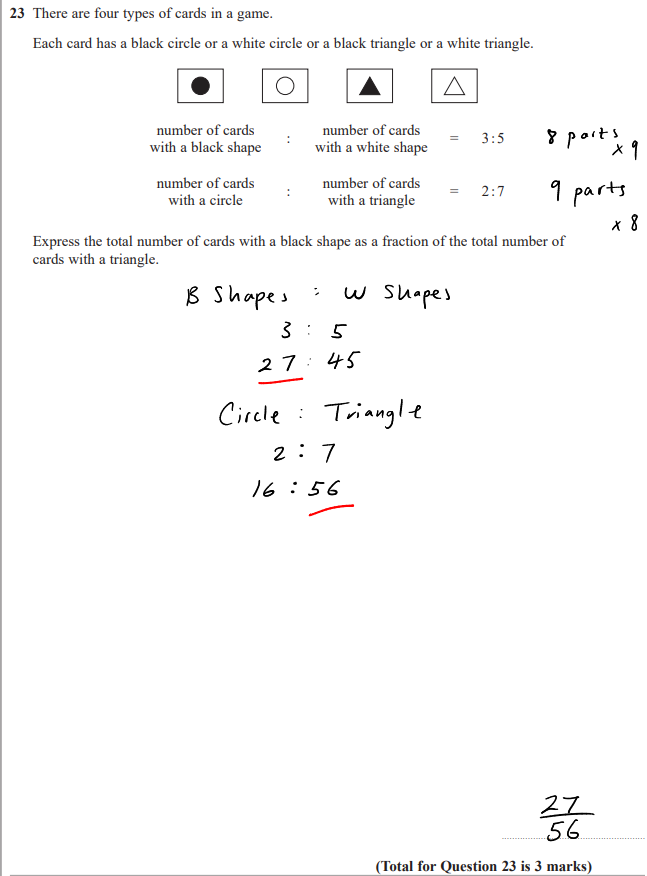 23 There are four types of cards in a game.
Each card has a black circle or a white circle or a black triangle or a white triangle.
number of cards with a black shape : number of cards with a white shape = 3:5 8 parts × 9
number of cards with a circle : number of cards with a triangle = 2:7 9 parts × 8
Express the total number of cards with a black shape as a fraction of the total number of
cards with a triangle.
B Shapes : W Shapes
3 : 5
27 : 45
Circle : Triangle
2 : 7
16 : 56
27
56
(Total for Question 23 is 3 marks)